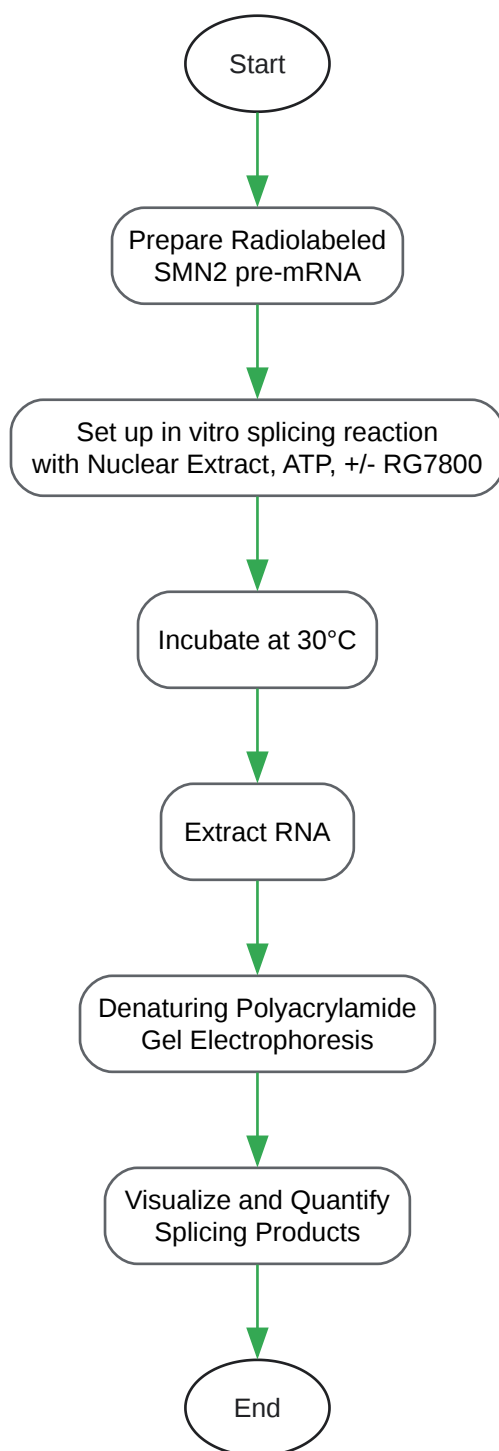 Start
Prepare Radiolabeled
SMN2 pre-mRNA
Set up in vitro splicing reaction
with Nuclear Extract, ATP, +/- RG7800
Incubate at 30°C
Extract RNA
Denaturing Polyacrylamide
Gel Electrophoresis
Visualize and Quantify
Splicing Products
End